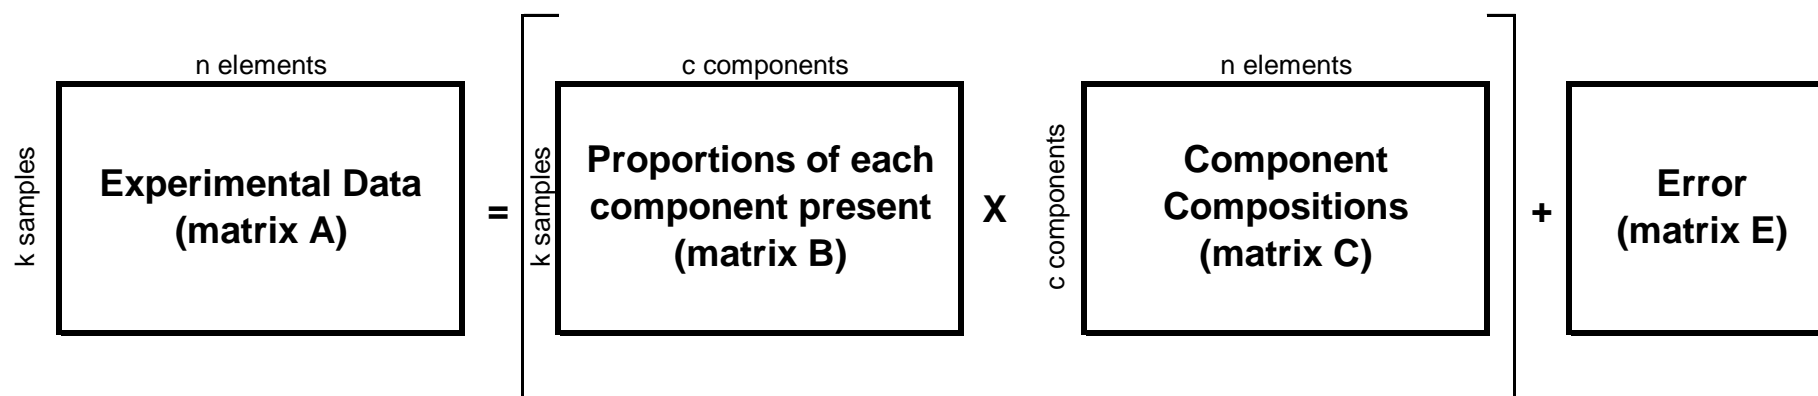 n elements
c components
n elements
k samples
Experimental Data
(matrix A)
=
k samples
Proportions of each
component present
(matrix B)
X
c components
Component
Compositions
(matrix C)
+
Error
(matrix E)